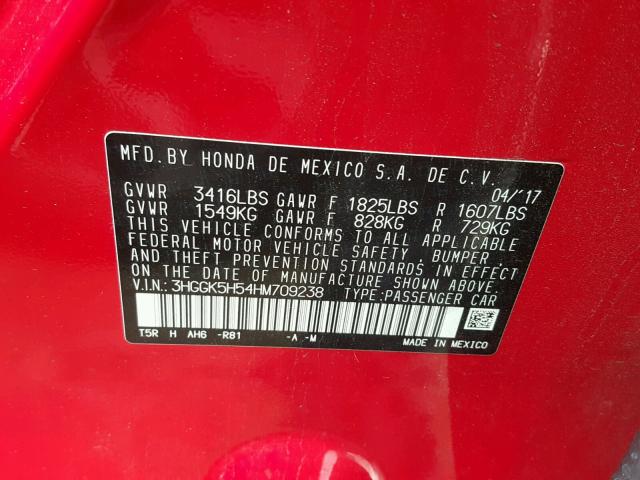 MFD. BY HONDA DE MEXICO S.A. DE C.V.
04/'17
GVWR 3416LBS GAWR F 1825LBS R 1607LBS
GVWR 1549KG GAWR F 828KG R 729KG
THIS VEHICLE CONFORMS TO ALL APPLICABLE
FEDERAL MOTOR VEHICLE SAFETY, BUMPER,
AND THEFT PREVENTION STANDARDS IN EFFECT
ON THE DATE OF MANUFACTURE SHOWN ABOVE.
V.I.N.: 3HGGK5H54HM709238 TYPE: PASSENGER CAR
T5R H AH6 -R81 -A -M
MADE IN MEXICO